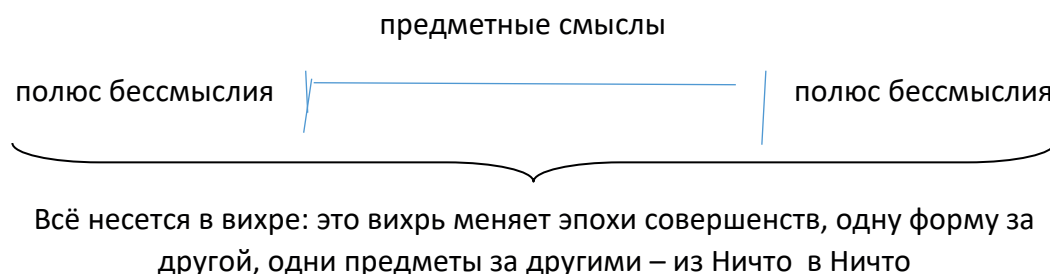 предметные смыслы
полюс бессмыслия полюс бессмыслия
Всё несется в вихре: это вихрь меняет эпохи совершенств, одну форму за
другой, одни предметы за другими – из Ничто в Ничто